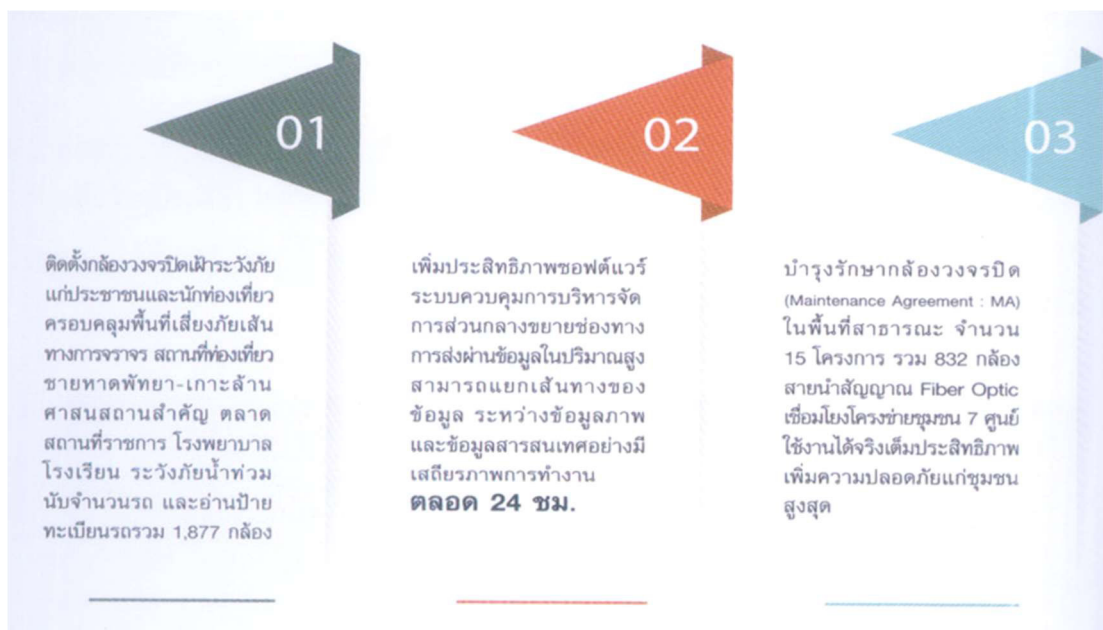 01
ติดตั้งกล้องวงจรปิดเฝ้าระวังภัย
แก่ประชาชนและนักท่องเที่ยว
ครอบคลุมพื้นที่เสี่ยงภัยเส้น
ทางการจราจร สถานที่ท่องเที่ยว
ชายหาดพัทยา-เกาะล้าน
ศาสนสถานสำคัญ ตลาด
สถานที่ราชการ โรงพยาบาล
โรงเรียน ระวังภัยน้ำท่วม
นับจำนวนรถ และอ่านป้าย
ทะเบียนรถรวม 1,877 กล้อง
02
เพิ่มประสิทธิภาพซอฟต์แวร์
ระบบควบคุมการบริหารจัด
การส่วนกลางขยายช่องทาง
การส่งผ่านข้อมูลในปริมาณสูง
สามารถแยกเส้นทางของ
ข้อมูล ระหว่างข้อมูลภาพ
และข้อมูลสารสนเทศอย่างมี
เสถียรภาพการทำงาน
ตลอด 24 ชม.
03
บำรุงรักษากล้องวงจรปิด
(Maintenance Agreement : MA)
ในพื้นที่สาธารณะ จำนวน
15 โครงการ รวม 832 กล้อง
สายนำสัญญาณ Fiber Optic
เชื่อมโยงโครงข่ายชุมชน 7 ศูนย์
ใช้งานได้จริงเต็มประสิทธิภาพ
เพิ่มความปลอดภัยแก่ชุมชน
สูงสุด